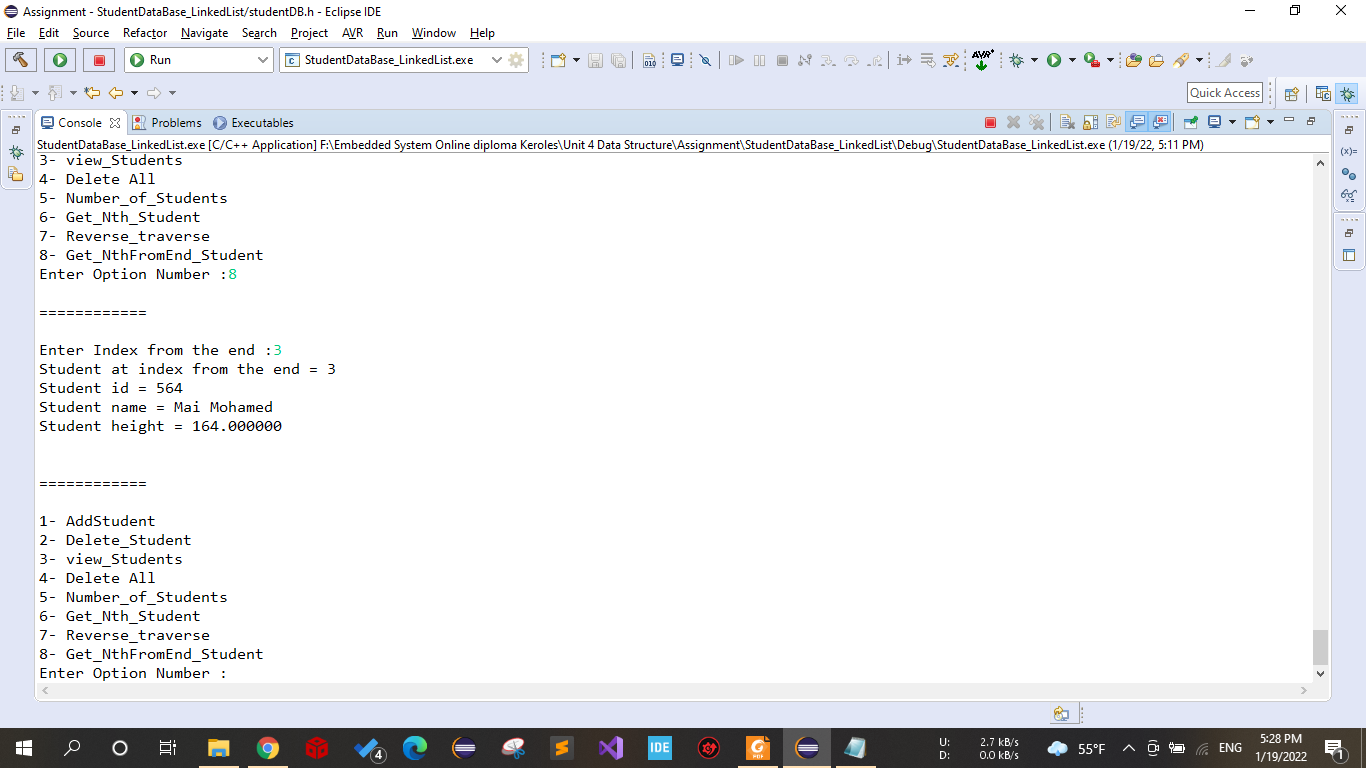 Assignment - StudentDataBase_LinkedList/studentDB.h - Eclipse IDE
File Edit Source Refactor Navigate Search Project AVR Run Window Help
Run
StudentDataBase_LinkedList.exe
010
AVR
Quick Access
Console Problems Executables
StudentDataBase_LinkedList.exe [C/C++ Application] F:\Embedded System Online diploma Keroles\Unit 4 Data Structure\Assignment\StudentDataBase_LinkedList\Debug\StudentDataBase_LinkedList.exe (1/19/22, 5:11 PM)
(x)=
3- view_Students
4- Delete All
5- Number_of_Students
6- Get_Nth_Student
7- Reverse_traverse
8- Get_NthFromEnd_Student
Enter Option Number :8
============
Enter Index from the end :3
Student at index from the end = 3
Student id = 564
Student name = Mai Mohamed
Student height = 164.000000
============
1- AddStudent
2- Delete_Student
3- view_Students
4- Delete All
5- Number_of_Students
6- Get_Nth_Student
7- Reverse_traverse
8- Get_NthFromEnd_Student
Enter Option Number :
4
IDE
PDF
U: 2.7 kB/s
D: 0.0 kB/s
55°F
ENG
5:28 PM
1/19/2022
1